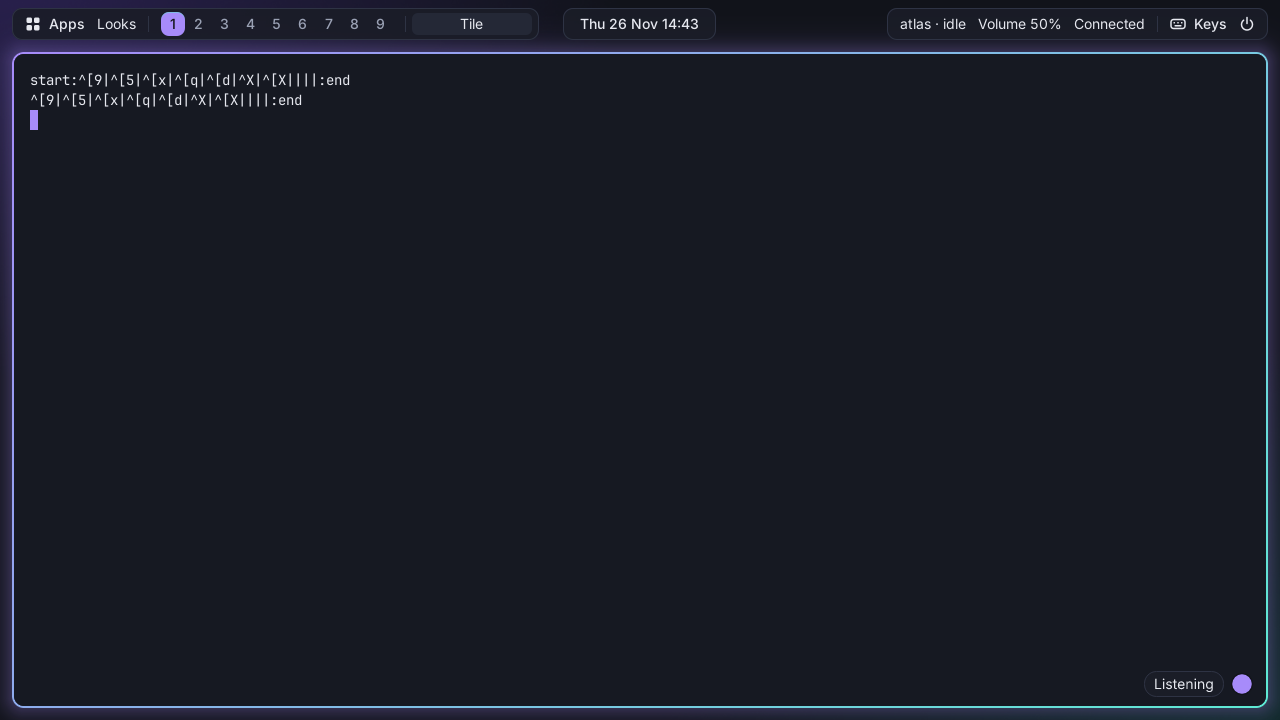 Apps Looks 1 2 3 4 5 6 7 8 9 Tile Thu 26 Nov 14:43 atlas · idle Volume 50% Connected Keys
start:^[9|^[5|^[x|^[q|^[d|^X|^[X||||:end
^[9|^[5|^[x|^[q|^[d|^X|^[X||||:end
Listening